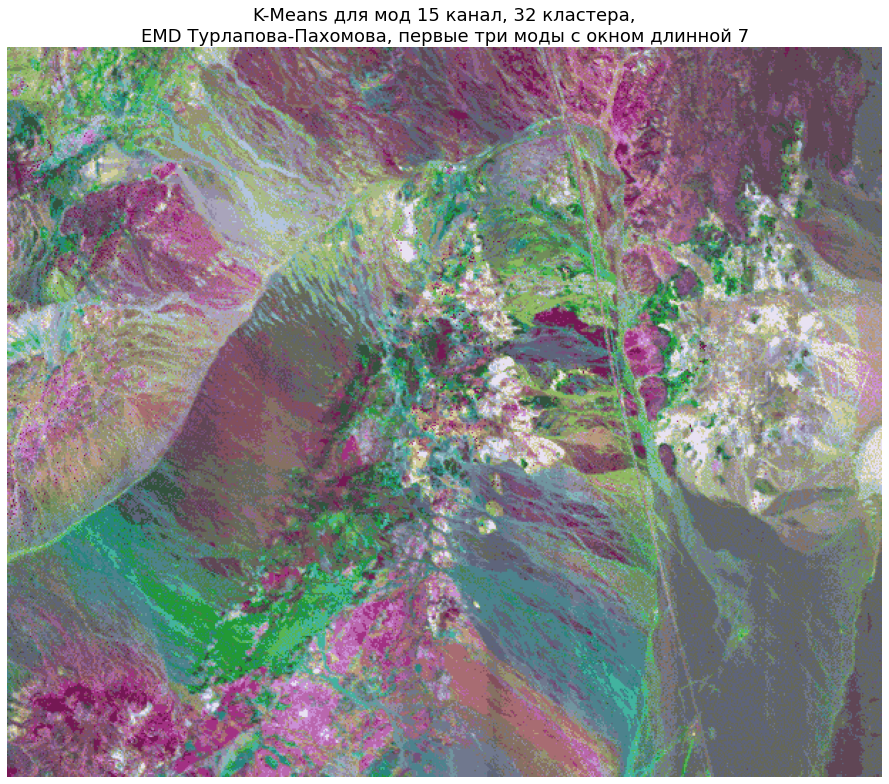 K-Means для мод 15 канал, 32 кластера,
EMD Турлапова-Пахомова, первые три моды с окном длинной 7